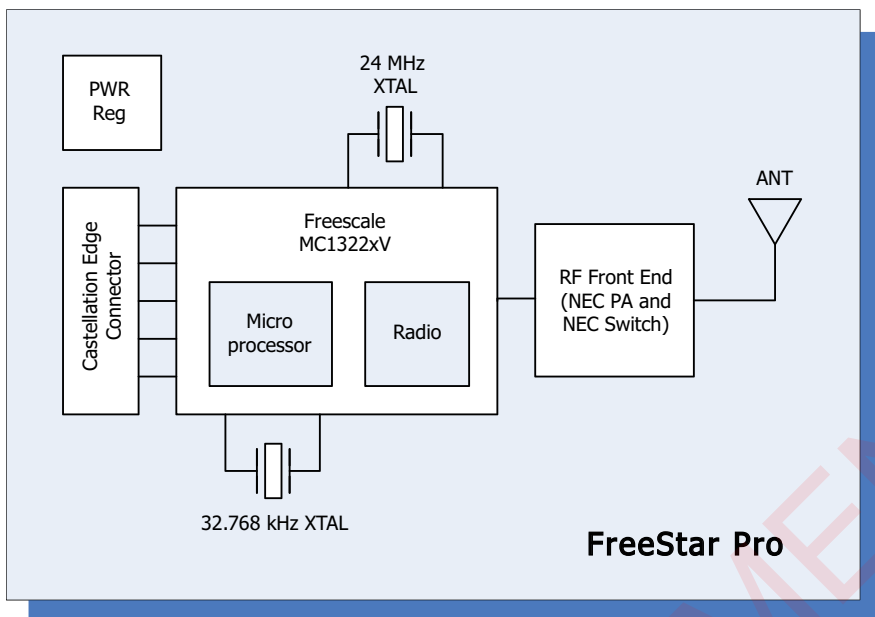 PWR
Reg
24 MHz
XTAL
ANT
Castellation Edge
Connector
Freescale
MC1322xV
Micro
processor
Radio
RF Front End
(NEC PA and
NEC Switch)
32.768 kHz XTAL
FreeStar Pro